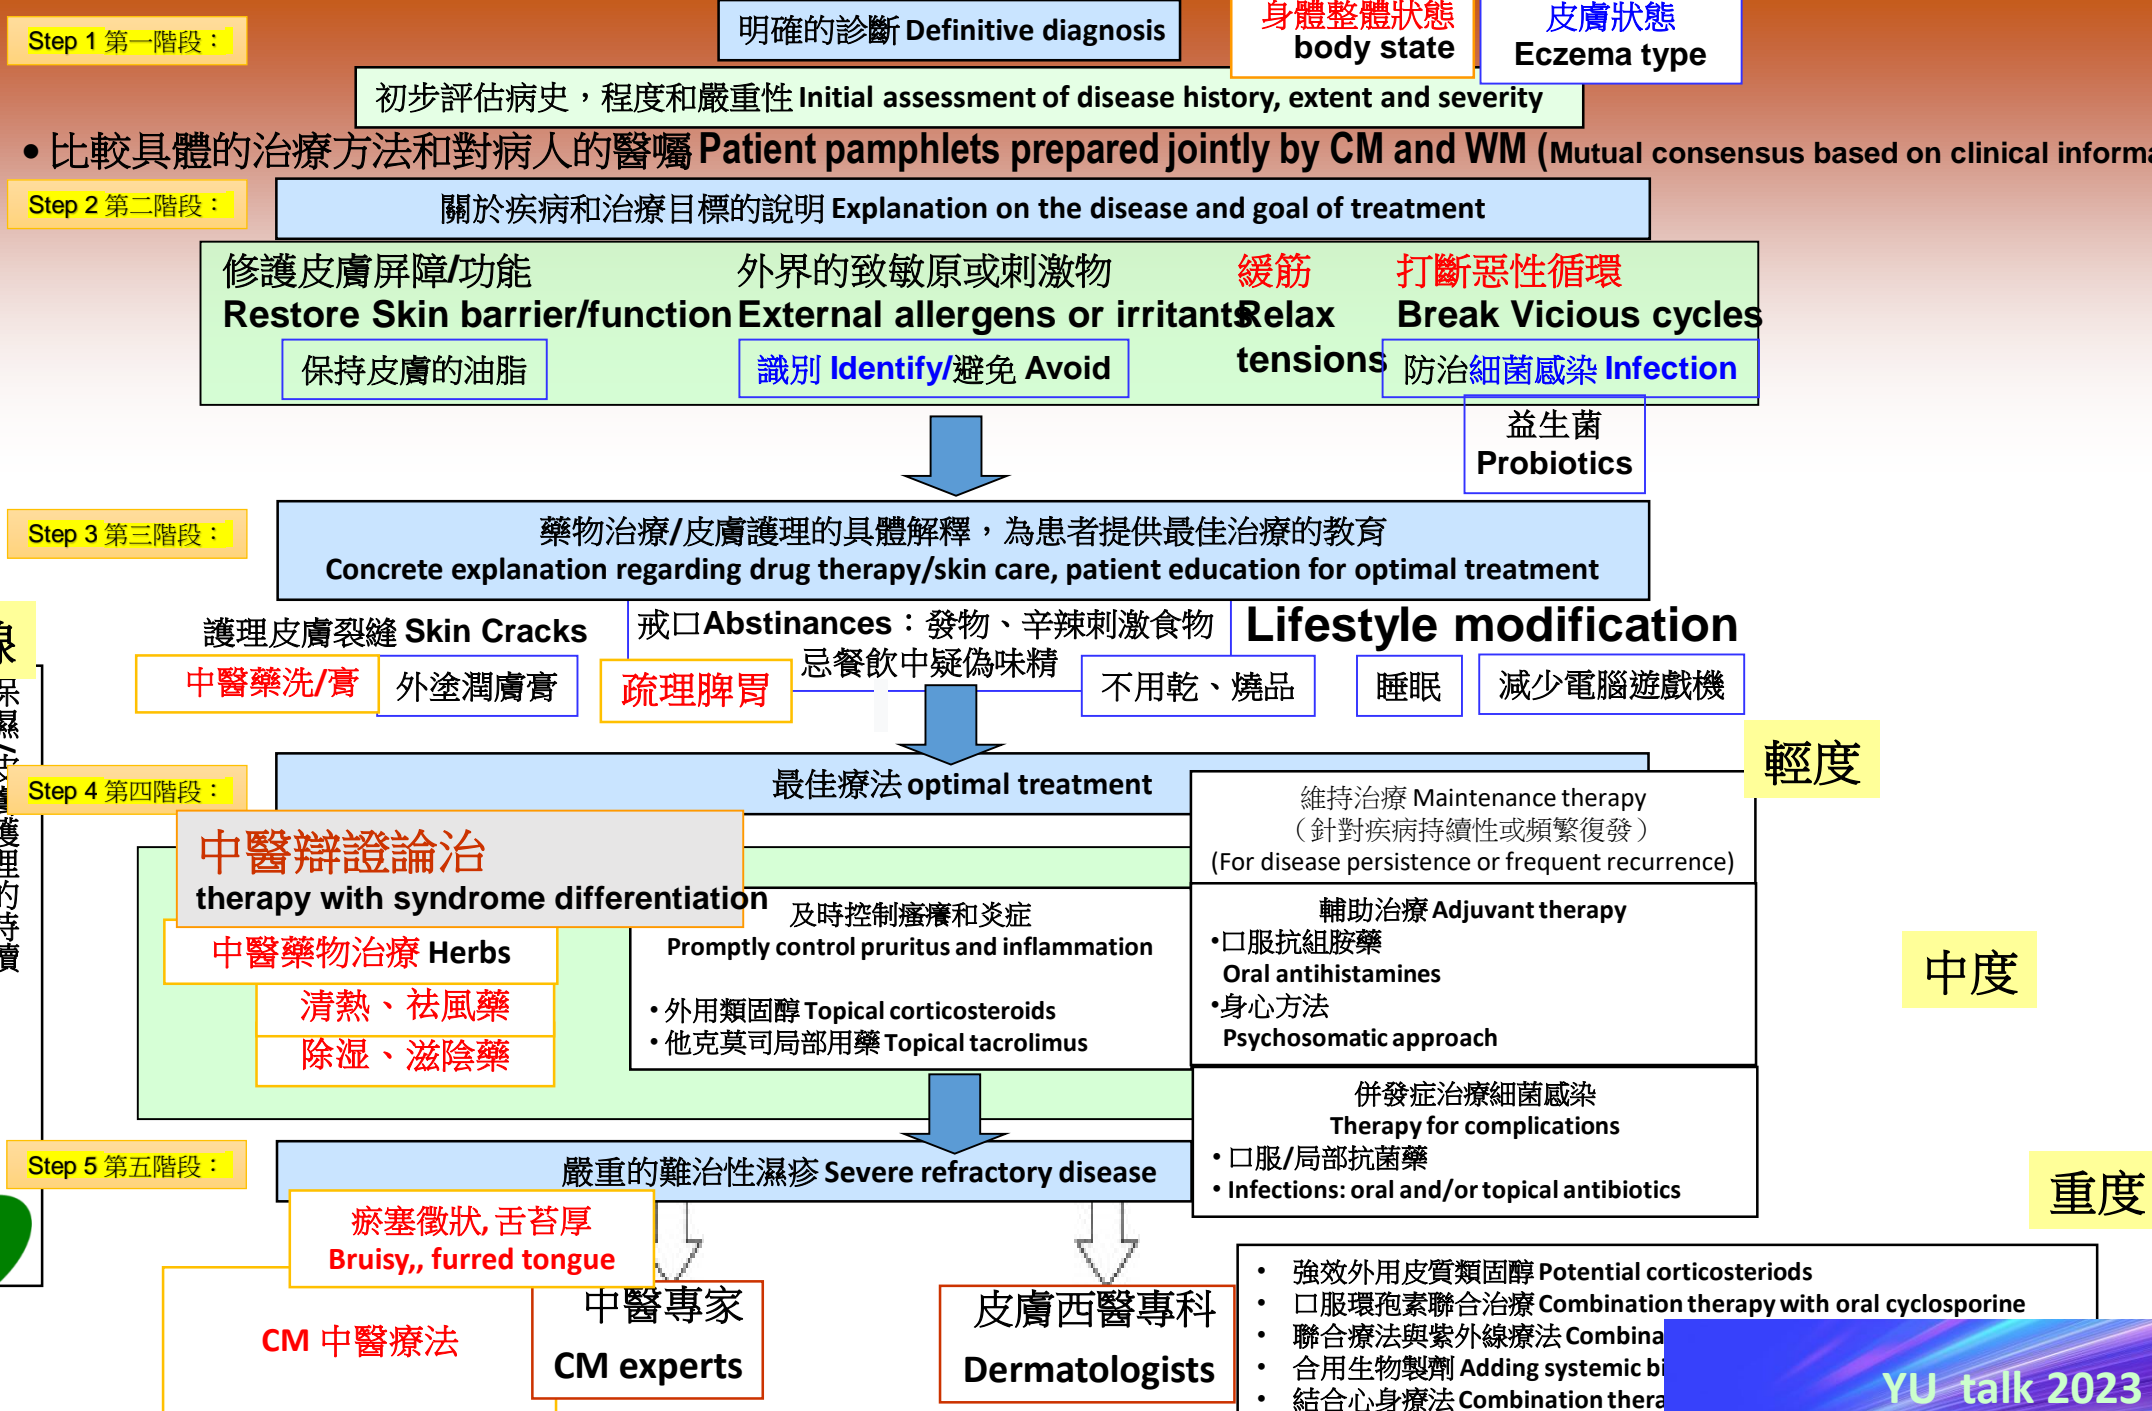 身體整體狀態
body state
皮膚狀態
Eczema type
Step 1 第一階段：
明確的診斷 Definitive diagnosis
初步評估病史，程度和嚴重性 Initial assessment of disease history, extent and severity
• 比較具體的治療方法和對病人的醫囑 Patient pamphlets prepared jointly by CM and WM (Mutual consensus based on clinical
Step 2 第二階段：
關於疾病和治療目標的說明 Explanation on the disease and goal of treatment
修護皮膚屏障/功能
Restore Skin barrier/function
保持皮膚的油脂
外界的致敏原或刺激物
External allergens or irritants
識別 Identify/避免 Avoid
緩筋
Relax
tensions
打斷惡性循環
Break Vicious cycles
防治細菌感染 Infection
益生菌
Probiotics
Step 3 第三階段：
藥物治療/皮膚護理的具體解釋，為患者提供最佳治療的教育
Concrete explanation regarding drug therapy/skin care, patient education for optimal treatment
護理皮膚裂縫 Skin Cracks
中醫藥洗/膏
外塗潤膚膏
戒口Abstinances：發物、辛辣刺激食物
忌餐飲中疑偽味精
疏理脾胃
不用乾、燒品
Lifestyle modification
睡眠
減少電腦遊戲機
護理的持續
輕度
中度
重度
Step 4 第四階段：
最佳療法 optimal treatment
中醫辯證論治
therapy with syndrome differentiation
中醫藥物治療 Herbs
清熱、祛風藥
除湿、滋陰藥
及時控制瘙癢和炎症
Promptly control pruritus and inflammation
• 外用類固醇 Topical corticosteroids
• 他克莫司局部用藥 Topical tacrolimus
維持治療 Maintenance therapy
（針對疾病持續性或頻繁復發）
(For disease persistence or frequent recurrence)
輔助治療 Adjuvant therapy
•口服抗組胺藥
Oral antihistamines
•身心方法
Psychosomatic approach
併發症治療細菌感染
Therapy for complications
• 口服/局部抗菌藥
• Infections: oral and/or topical antibiotics
Step 5 第五階段：
嚴重的難治性濕疹 Severe refractory disease
瘀塞徵狀, 舌苔厚
Bruisy,, furred tongue
CM 中醫療法
中醫專家
CM experts
皮膚西醫專科
Dermatologists
• 強效外用皮質類固醇 Potential corticosteriods
• 口服環孢素聯合治療 Combination therapy with oral cyclosporine
• 聯合療法與紫外線療法
• 合用生物製劑 Adding systemic
• 結合心身療法 Combination
YU talk 2023